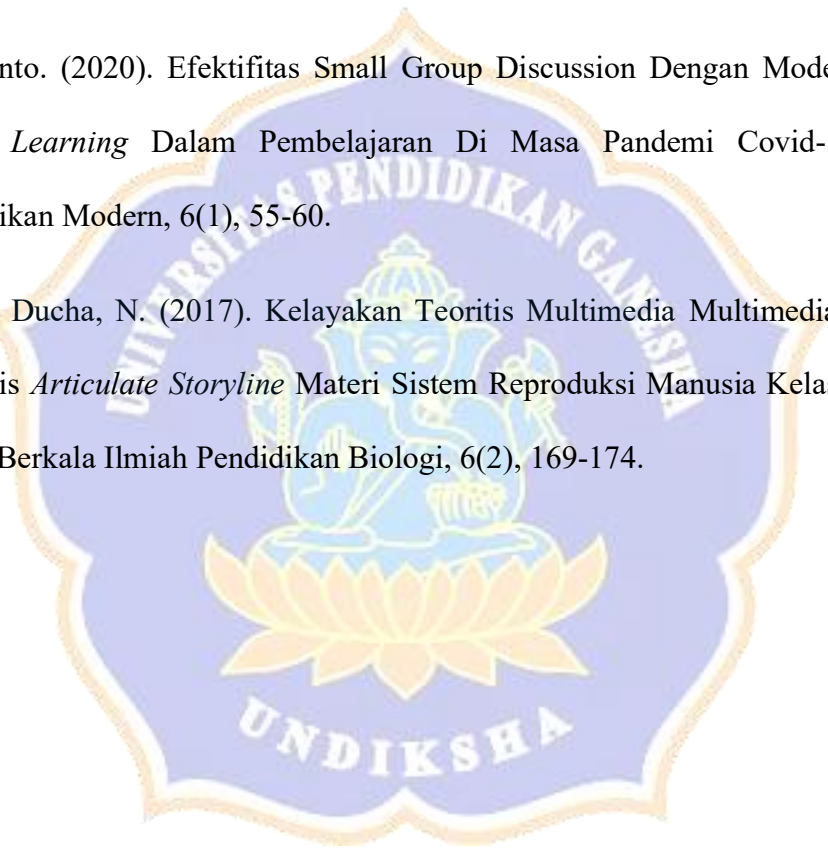 nto. (2020). Efektifitas Small Group Discussion Dengan Mode
Learning Dalam Pembelajaran Di Masa Pandemi Covid-
ikan Modern, 6(1), 55-60.
UNIVERSITAS PENDIDIKAN GANESHA
Ducha, N. (2017). Kelayakan Teoritis Multimedia Multimedia
is Articulate Storyline Materi Sistem Reproduksi Manusia Kelas
Berkala Ilmiah Pendidikan Biologi, 6(2), 169-174.
UNDIKSHA